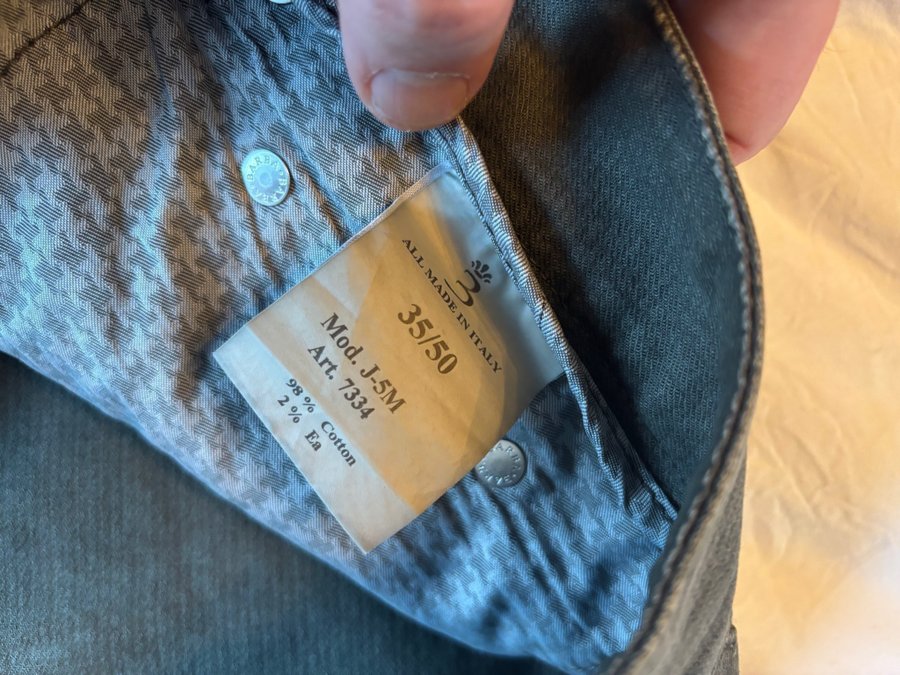 ALL MADE IN ITALY
35/50
Mod. J-5M
Art. 7334
98% Cotton
2% Ea